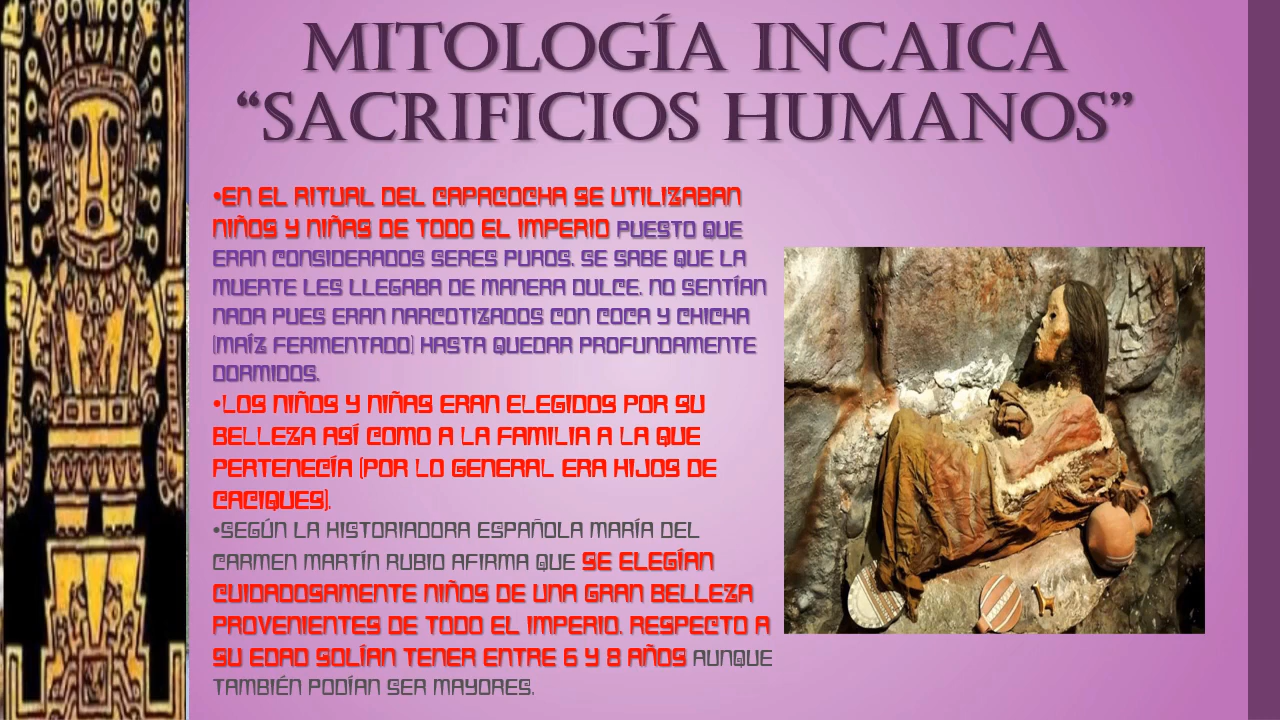 MITOLOGÍA INCAICA
“SACRIFICIOS HUMANOS”
•EN EL RITUAL DEL CAPACOCHA SE UTILIZABAN
NIÑOS Y NIÑAS DE TODO EL IMPERIO PUESTO QUE
ERAN CONSIDERADOS SERES PUROS. SE SABE QUE LA
MUERTE LES LLEGABA DE MANERA DULCE. NO SENTÍAN
NADA PUES ERAN NARCOTIZADOS CON COCA Y CHICHA
(MAÍZ FERMENTADO) HASTA QUEDAR PROFUNDAMENTE
DORMIDOS.
•LOS NIÑOS Y NIÑAS ERAN ELEGIDOS POR SU
BELLEZA ASÍ COMO A LA FAMILIA A LA QUE
PERTENECÍA (POR LO GENERAL ERA HIJOS DE
CACIQUES).
•SEGÚN LA HISTORIADORA ESPAÑOLA MARÍA DEL
CARMEN MARTÍN RUBIO AFIRMA QUE SE ELEGÍAN
CUIDADOSAMENTE NIÑOS DE UNA GRAN BELLEZA
PROVENIENTES DE TODO EL IMPERIO. RESPECTO A
SU EDAD SOLÍAN TENER ENTRE 6 Y 8 AÑOS AUNQUE
TAMBIÉN PODÍAN SER MAYORES.